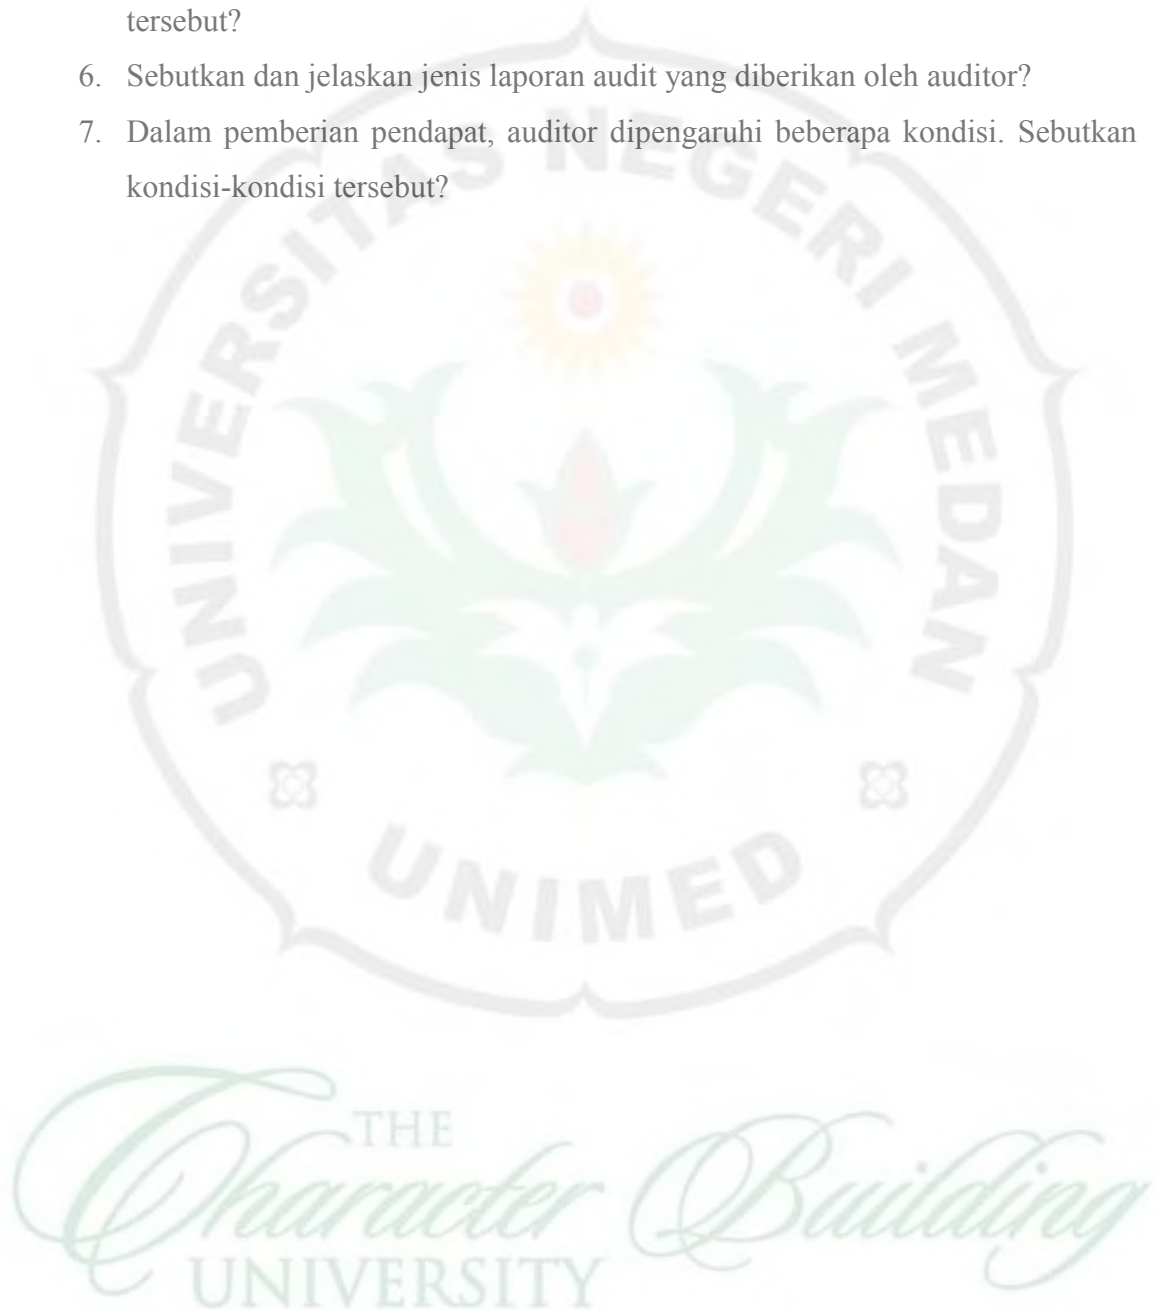 tersebut?
6. Sebutkan dan jelaskan jenis laporan audit yang diberikan oleh auditor?
7. Dalam pemberian pendapat, auditor dipengaruhi beberapa kondisi. Sebutkan
kondisi-kondisi tersebut?
UNIVERSITAS NEGERI MEDAN
UNIMED
THE
Character Building
UNIVERSITY